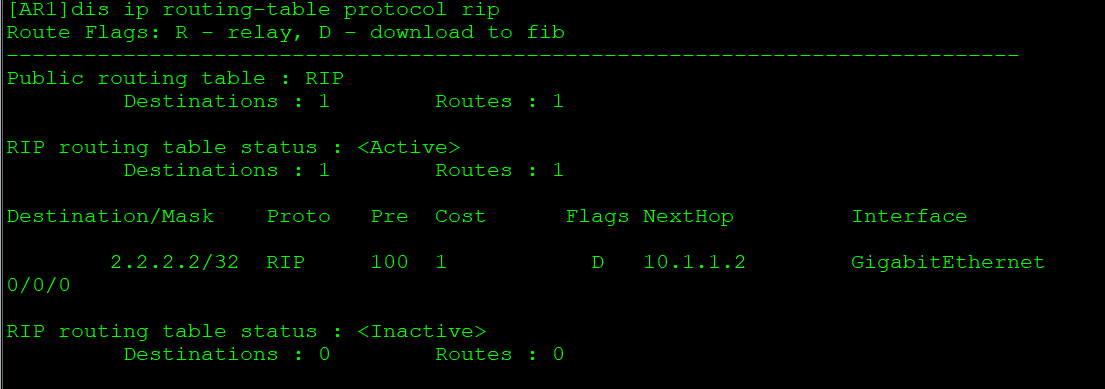 [AR1]dis ip routing-table protocol rip
Route Flags: R - relay, D - download to fib
------------------------------------------------------------------------------
Public routing table : RIP
         Destinations : 1        Routes : 1

RIP routing table status : <Active>
         Destinations : 1        Routes : 1

Destination/Mask    Proto   Pre  Cost      Flags NextHop         Interface

        2.2.2.2/32  RIP     100  1           D   10.1.1.2        GigabitEthernet
0/0/0

RIP routing table status : <Inactive>
         Destinations : 0        Routes : 0